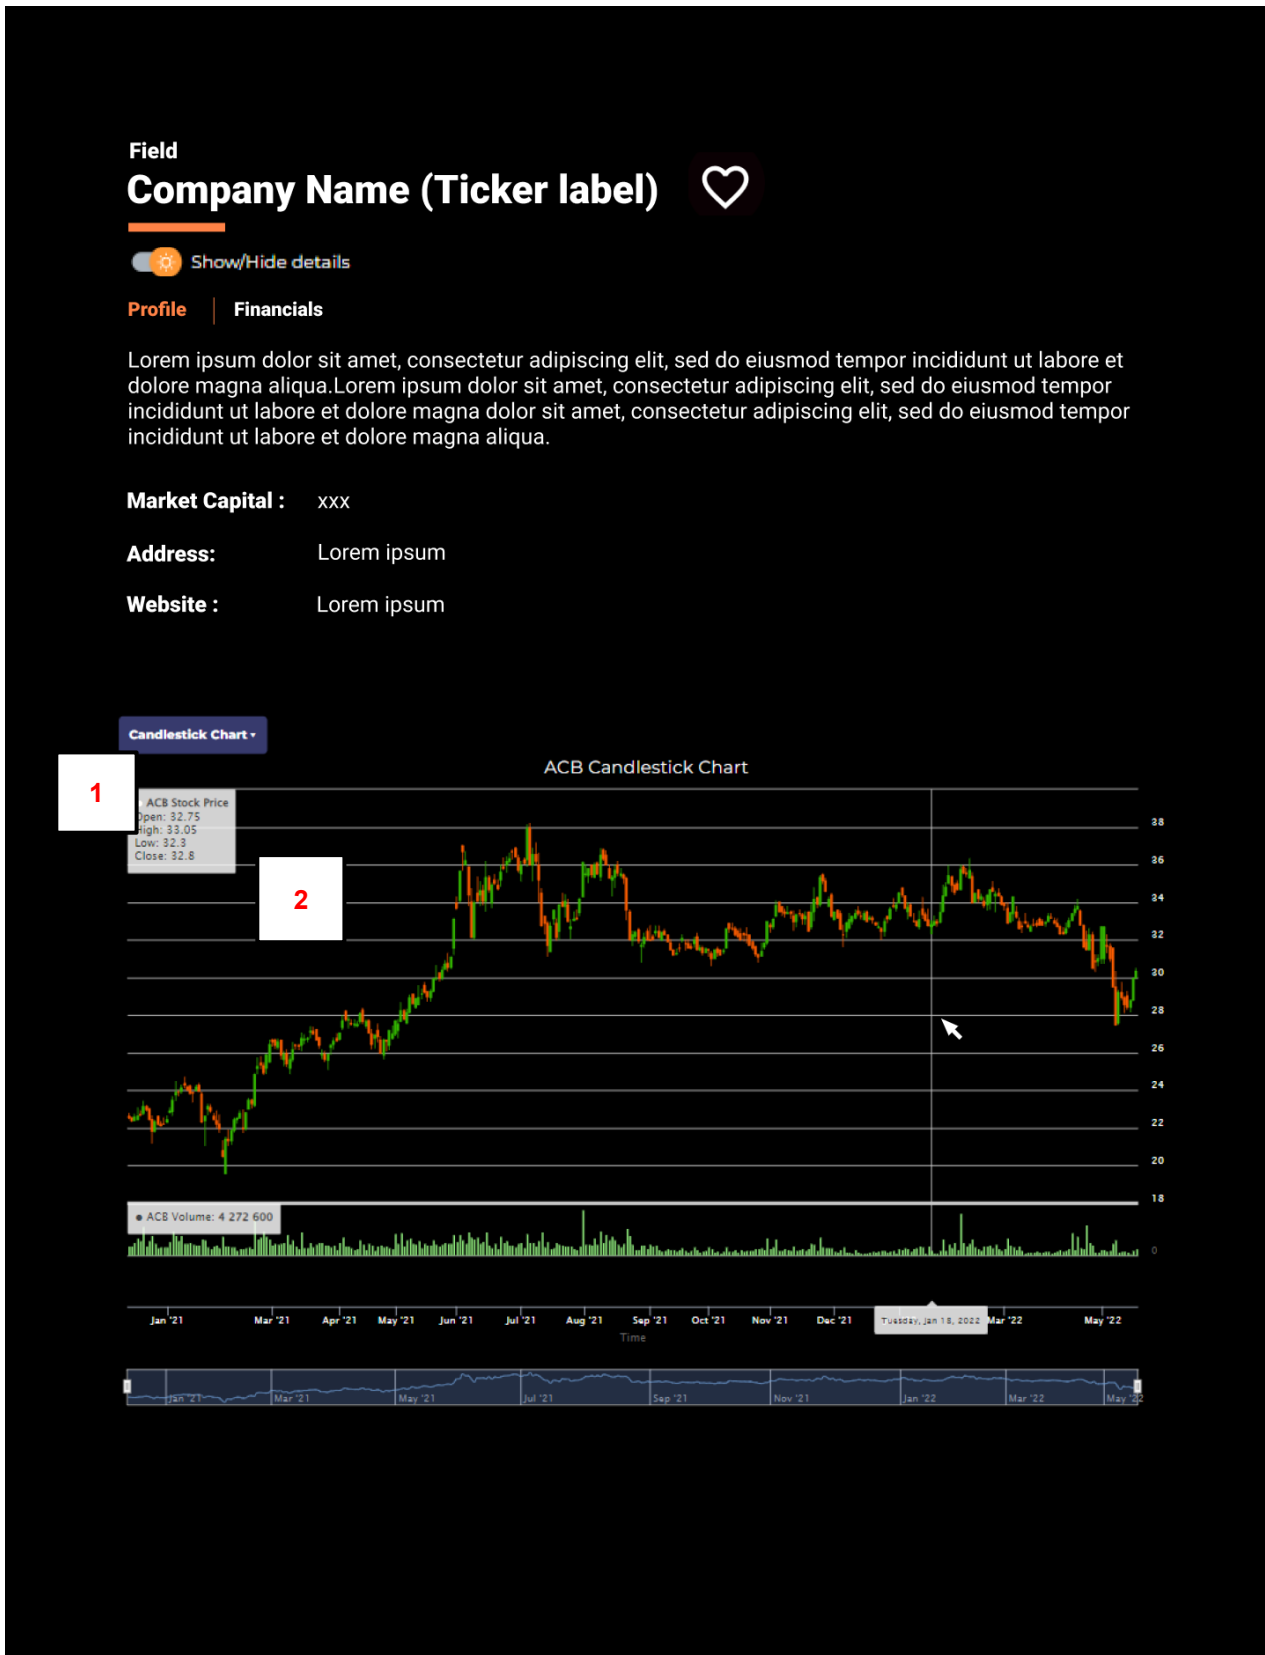 Field
Company Name (Ticker label)
Show/Hide details
Profile | Financials
Lorem ipsum dolor sit amet, consectetur adipiscing elit, sed do eiusmod tempor incididunt ut labore et
dolore magna aliqua.Lorem ipsum dolor sit amet, consectetur adipiscing elit, sed do eiusmod tempor
incididunt ut labore et dolore magna dolor sit amet, consectetur adipiscing elit, sed do eiusmod tempor
incididunt ut labore et dolore magna aliqua.
Market Capital : xxx
Address: Lorem ipsum
Website : Lorem ipsum
Candlestick Chart
1
ACB Candlestick Chart
ACB Stock Price
Open: 32.75
High: 33.05
Low: 32.3
Close: 32.8
2
38
36
34
32
30
28
26
24
22
20
18
ACB Volume: 4 272 600
0
Jan '21 Mar '21 Apr '21 May '21 Jun '21 Jul '21 Aug '21 Sep '21 Oct '21 Nov '21 Dec '21 Tuesday, Jan 18, 2022 Mar '22 May '22
Time
Jan '21 Mar '21 May '21 Jul '21 Sep '21 Nov '21 Jan '22 Mar '22 May '22